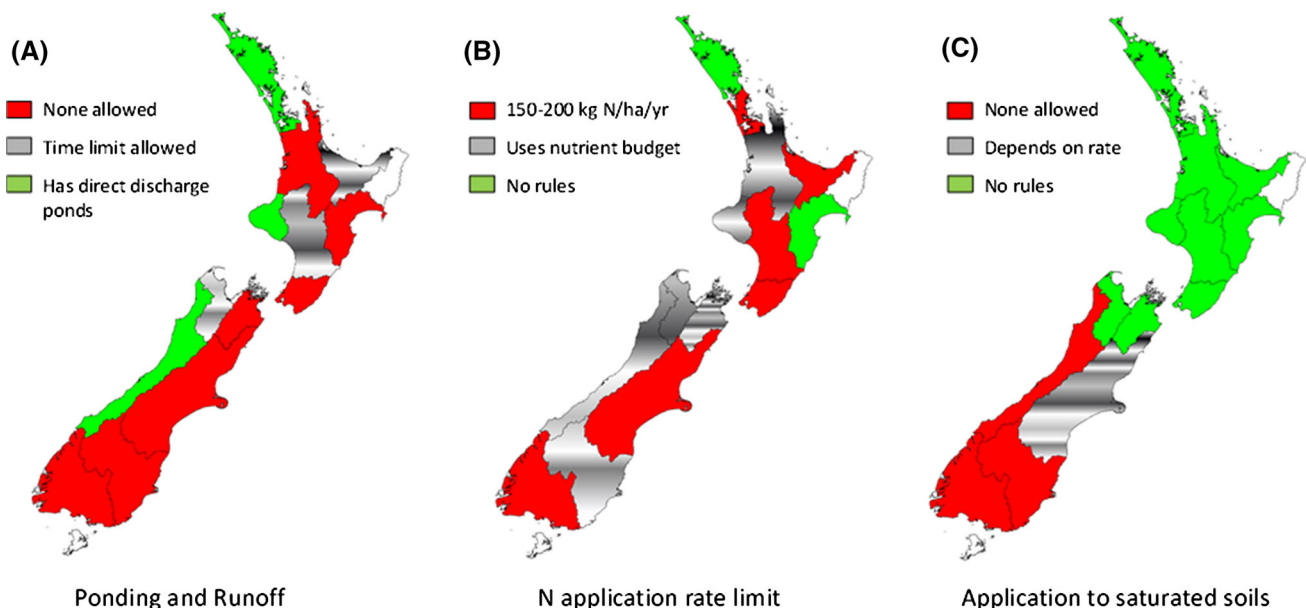 (A)
None allowed
Time limit allowed
Has direct discharge
ponds
Ponding and Runoff
(B)
150-200 kg N/ha/yr
Uses nutrient budget
No rules
N application rate limit
(C)
None allowed
Depends on rate
No rules
Application to saturated soils